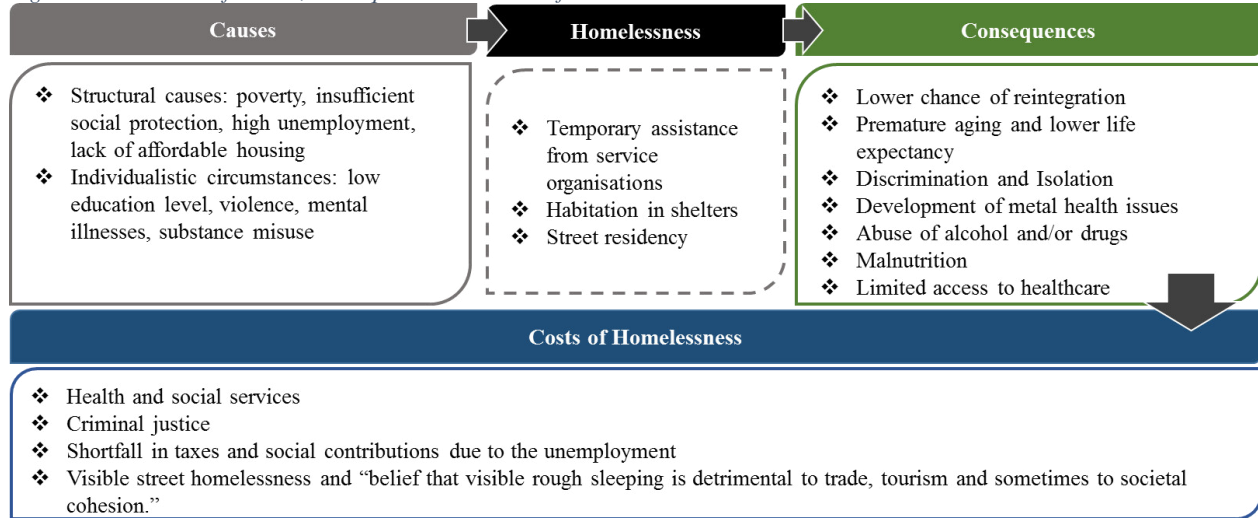 Causes
Homelessness
Consequences
❖ Structural causes: poverty, insufficient
social protection, high unemployment,
lack of affordable housing
❖ Individualistic circumstances: low
education level, violence, mental
illnesses, substance misuse
❖ Temporary assistance
from service
organisations
❖ Habitation in shelters
❖ Street residency
❖ Lower chance of reintegration
❖ Premature aging and lower life
expectancy
❖ Discrimination and Isolation
❖ Development of metal health issues
❖ Abuse of alcohol and/or drugs
❖ Malnutrition
❖ Limited access to healthcare
Costs of Homelessness
❖ Health and social services
❖ Criminal justice
❖ Shortfall in taxes and social contributions due to the unemployment
❖ Visible street homelessness and “belief that visible rough sleeping is detrimental to trade, tourism and sometimes to societal
cohesion.”